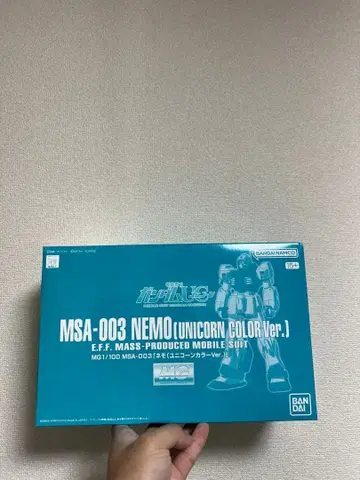 BANDAI NAMCO
15+
機動戦士
ガンダムUC
MSA-003 NEMO [UNICORN COLOR Ver.]
E.F.F. MASS-PRODUCED MOBILE SUIT
MG 1/100 MSA-003「ネモ(ユニコーンカラーVer.)」
MG
BAN
DAI